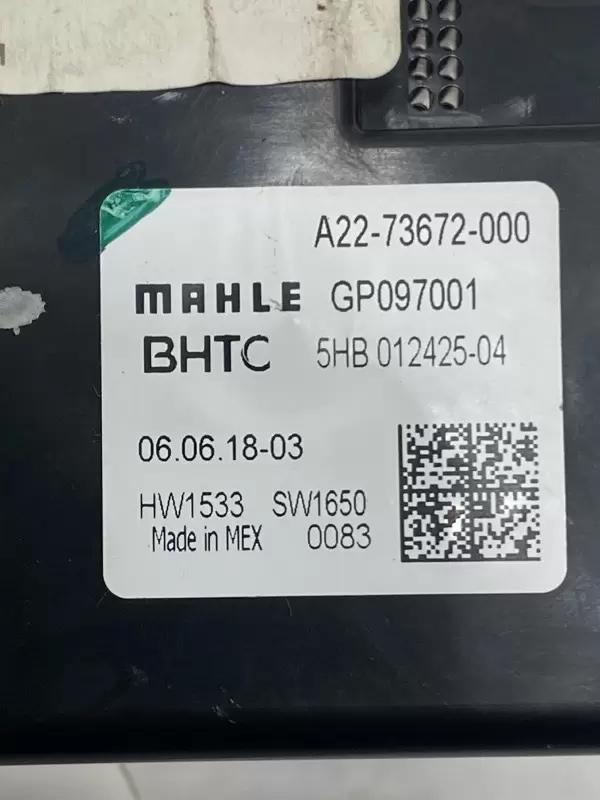 A22-73672-000
MAHLE GP097001
BHTC 5HB 012425-04
06.06.18-03
HW1533 SW1650
Made in MEX 0083